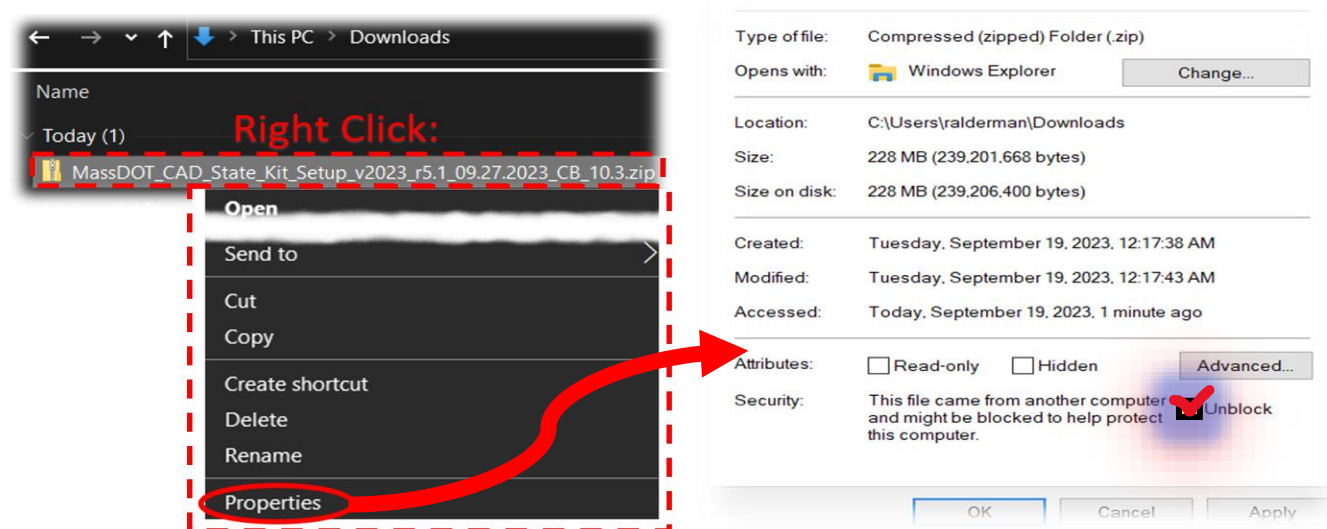 This PC > Downloads
Name
Today (1)
Right Click:
MassDOT_CAD_State_Kit_Setup_v2023_r5.1_09.27.2023_CB_10.3.zip
Open
Send to
Cut
Copy
Create shortcut
Delete
Rename
Properties
Type of file: Compressed (zipped) Folder (.zip)
Opens with: Windows Explorer Change...
Location: C:\Users\ralderman\Downloads
Size: 228 MB (239,201,668 bytes)
Size on disk: 228 MB (239,206,400 bytes)
Created: Tuesday, September 19, 2023, 12:17:38 AM
Modified: Tuesday, September 19, 2023, 12:17:43 AM
Accessed: Today, September 19, 2023, 1 minute ago
Attributes: Read-only Hidden Advanced...
Security: This file came from another computer Unblock
and might be blocked to help protect
this computer.
OK Cancel Apply